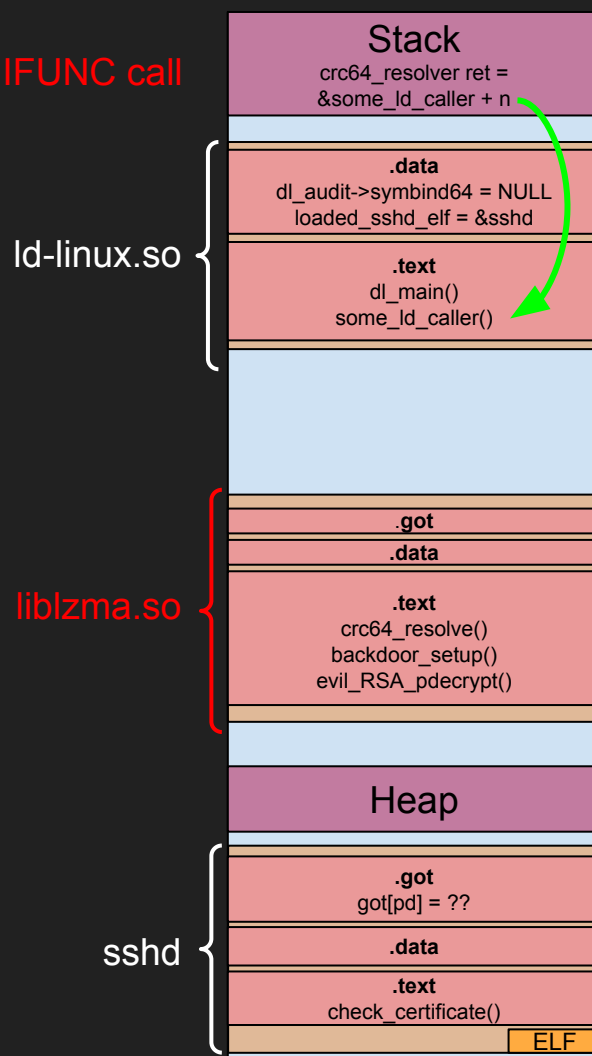 IFUNC call
Stack
crc64_resolver ret =
&some_ld_caller + n
ld-linux.so
.data
dl_audit->symbind64 = NULL
loaded_sshd_elf = &sshd
.text
dl_main()
some_ld_caller()
liblzma.so
.got
.data
.text
crc64_resolve()
backdoor_setup()
evil_RSA_pdecrypt()
Heap
sshd
.got
got[pd] = ??
.data
.text
check_certificate()
ELF